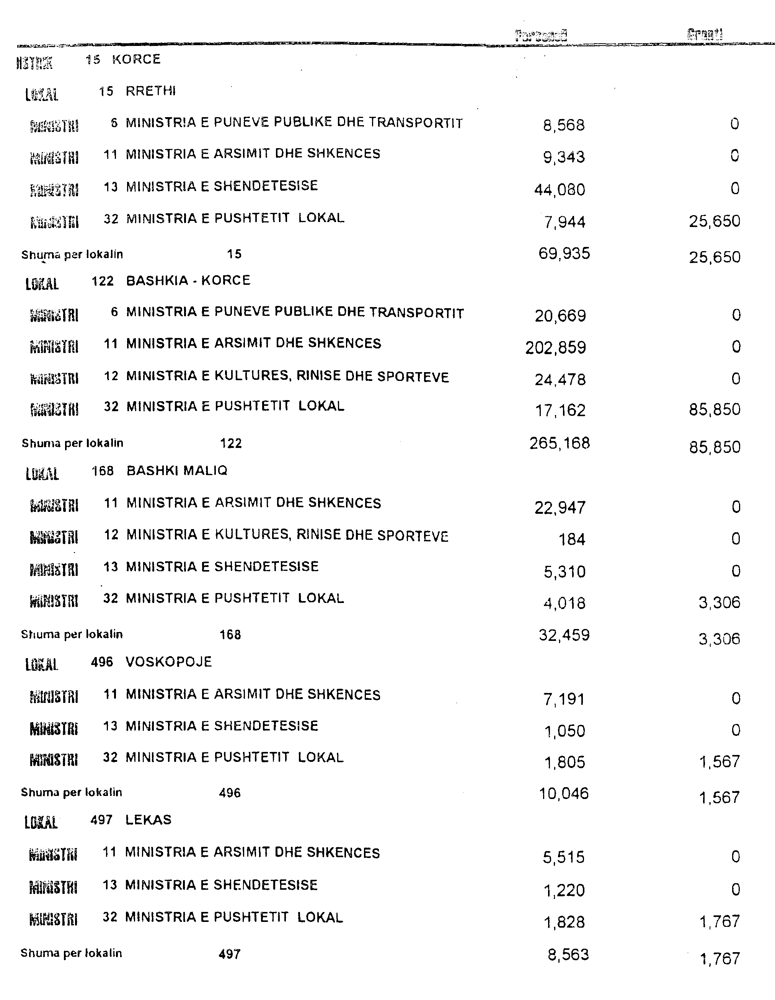 Personeli Granti
15 KORCE
LOKAL 15 RRETHI
MINISTRI 6 MINISTRIA E PUNEVE PUBLIKE DHE TRANSPORTIT 8,568 0
MINISTRI 11 MINISTRIA E ARSIMIT DHE SHKENCES 9,343 0
MINISTRI 13 MINISTRIA E SHENDETESISE 44,080 0
MINISTRI 32 MINISTRIA E PUSHTETIT LOKAL 7,944 25,650
Shuma per lokalin 15 69,935 25,650
LOKAL 122 BASHKIA - KORCE
MINISTRI 6 MINISTRIA E PUNEVE PUBLIKE DHE TRANSPORTIT 20,669 0
MINISTRI 11 MINISTRIA E ARSIMIT DHE SHKENCES 202,859 0
MINISTRI 12 MINISTRIA E KULTURES, RINISE DHE SPORTEVE 24,478 0
MINISTRI 32 MINISTRIA E PUSHTETIT LOKAL 17,162 85,850
Shuma per lokalin 122 265,168 85,850
LOKAL 168 BASHKI MALIQ
MINISTRI 11 MINISTRIA E ARSIMIT DHE SHKENCES 22,947 0
MINISTRI 12 MINISTRIA E KULTURES, RINISE DHE SPORTEVE 184 0
MINISTRI 13 MINISTRIA E SHENDETESISE 5,310 0
MINISTRI 32 MINISTRIA E PUSHTETIT LOKAL 4,018 3,306
Shuma per lokalin 168 32,459 3,306
LOKAL 496 VOSKOPOJE
MINISTRI 11 MINISTRIA E ARSIMIT DHE SHKENCES 7,191 0
MINISTRI 13 MINISTRIA E SHENDETESISE 1,050 0
MINISTRI 32 MINISTRIA E PUSHTETIT LOKAL 1,805 1,567
Shuma per lokalin 496 10,046 1,567
LOKAL 497 LEKAS
MINISTRI 11 MINISTRIA E ARSIMIT DHE SHKENCES 5,515 0
MINISTRI 13 MINISTRIA E SHENDETESISE 1,220 0
MINISTRI 32 MINISTRIA E PUSHTETIT LOKAL 1,828 1,767
Shuma per lokalin 497 8,563 1,767